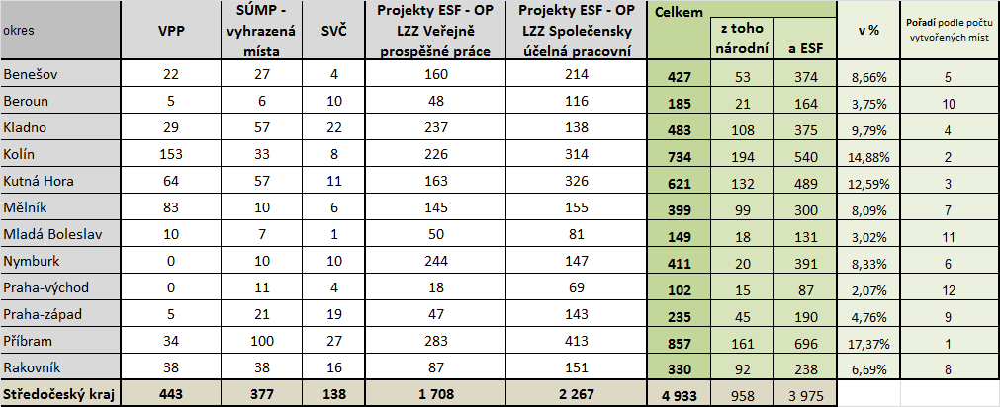 okres VPP SÚMP - vyhrazená místa SVČ Projekty ESF - OP LZZ Veřejně prospěšné práce Projekty ESF - OP LZZ Společensky účelná pracovní Celkem z toho národní a ESF v % Pořadí podle počtu vytvořených míst
Benešov 22 27 4 160 214 427 53 374 8,66% 5
Beroun 5 6 10 48 116 185 21 164 3,75% 10
Kladno 29 57 22 237 138 483 108 375 9,79% 4
Kolín 153 33 8 226 314 734 194 540 14,88% 2
Kutná Hora 64 57 11 163 326 621 132 489 12,59% 3
Mělník 83 10 6 145 155 399 99 300 8,09% 7
Mladá Boleslav 10 7 1 50 81 149 18 131 3,02% 11
Nymburk 0 10 10 244 147 411 20 391 8,33% 6
Praha-východ 0 11 4 18 69 102 15 87 2,07% 12
Praha-západ 5 21 19 47 143 235 45 190 4,76% 9
Příbram 34 100 27 283 413 857 161 696 17,37% 1
Rakovník 38 38 16 87 151 330 92 238 6,69% 8
Středočeský kraj 443 377 138 1 708 2 267 4 933 958 3 975